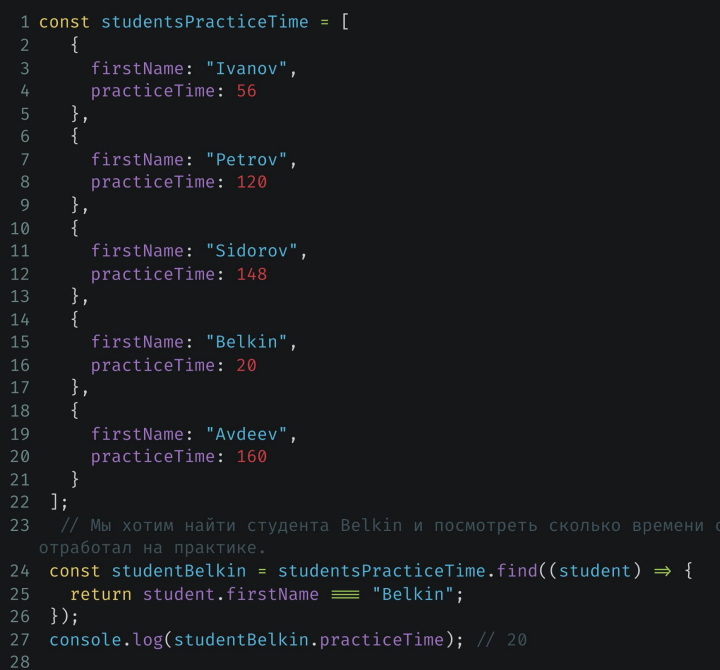 1 const studentsPracticeTime = [
2 {
3 firstName: "Ivanov",
4 practiceTime: 56
5 },
6 {
7 firstName: "Petrov",
8 practiceTime: 120
9 },
10 {
11 firstName: "Sidorov",
12 practiceTime: 148
13 },
14 {
15 firstName: "Belkin",
16 practiceTime: 20
17 },
18 {
19 firstName: "Avdeev",
20 practiceTime: 160
21 }
22 ];
23 // Мы хотим найти студента Belkin и посмотреть сколько времени
отработал на практике.
24 const studentBelkin = studentsPracticeTime.find((student) => {
25 return student.firstName === "Belkin";
26 });
27 console.log(studentBelkin.practiceTime); // 20
28